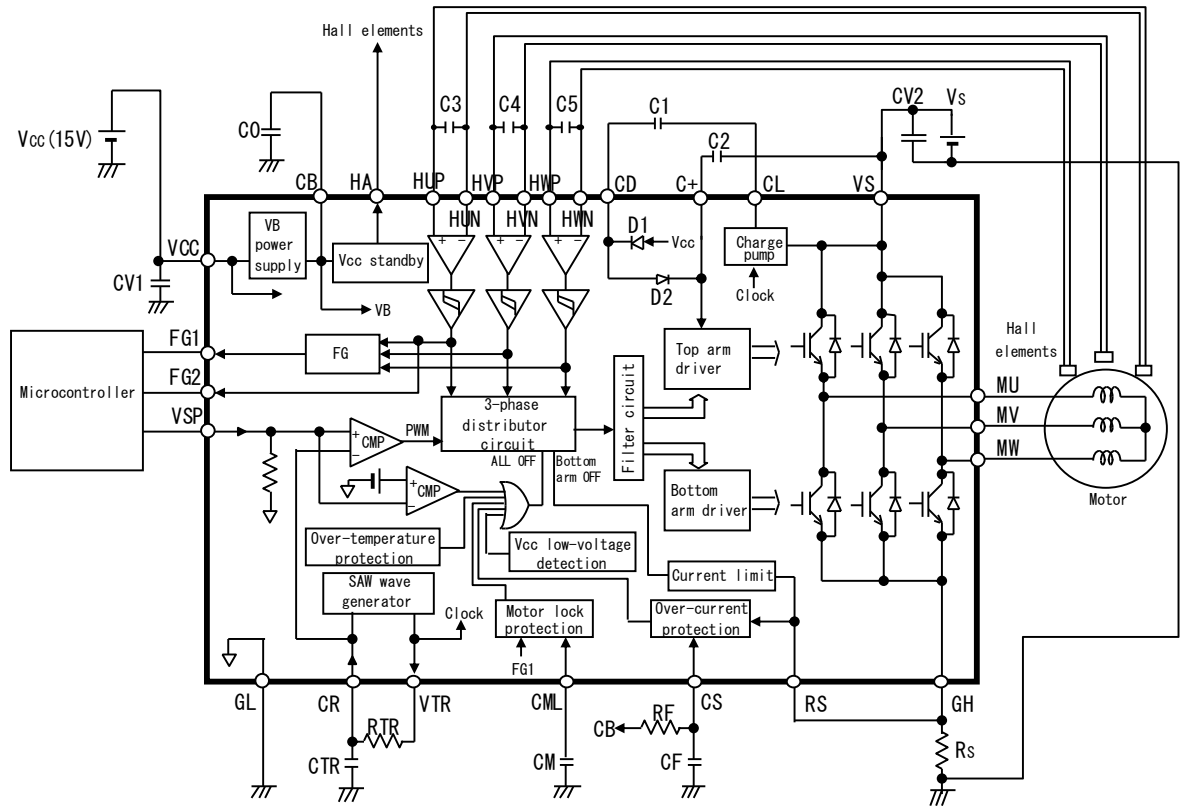 Hall elements
C3
C4
C5
C1
CV2
VS
VCC(15V)
C0
C2
CB
HA
HUP
HVP
HWP
CD
C+
CL
VS
HUN
HVN
HWN
VCC
VB
power
supply
Vcc standby
D1
Vcc
Charge
pump
D2
Clock
CV1
VB
FG1
FG
Top arm
driver
Hall
elements
Microcontroller
FG2
VSP
3-phase
distributor
circuit
Filter circuit
MU
MV
MW
CMP
PWM
ALL OFF
Bottom
arm OFF
CMP
Bottom
arm driver
Motor
Over-temperature
protection
Vcc low-voltage
detection
Current limit
SAW wave
generator
Clock
Motor lock
protection
Over-current
protection
FG1
GL
CR
VTR
CML
CS
RS
GH
RTR
CB
RF
RS
CTR
CM
CF
+ −
+ −
+ −
+
−
+
−